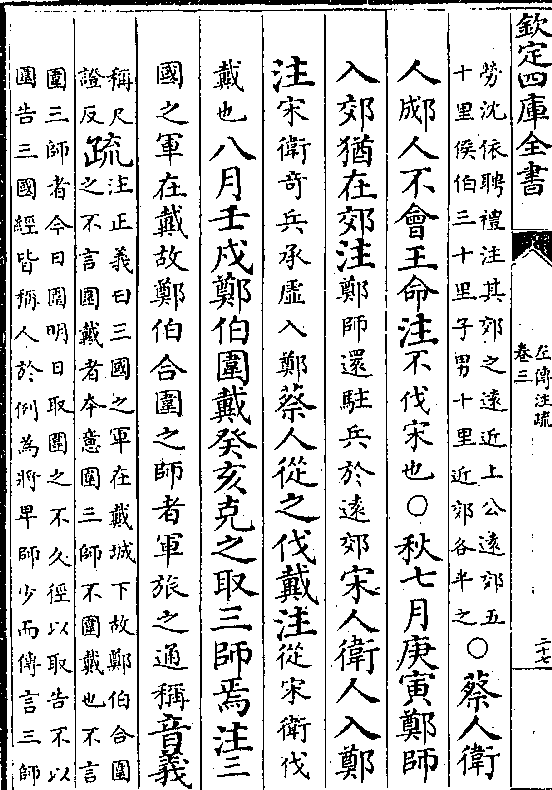 欽定四庫全書
左傳注疏
卷三
二十七
勞沈依聘禮注其郊之遠近上公遠郊五
十里侯伯三十里子男十里近郊各半之
○蔡人衛
人郕人不會王命注不伐宋也○秋七月庚寅鄭師
入郊猶在郊注鄭師還駐兵於遠郊宋人衛人入鄭
注宋衛奇兵承虛入鄭蔡人從之伐戴注從宋衛伐
戴也八月壬戌鄭伯圍戴癸亥克之取三師焉注三
國之軍在戴故鄭伯合圍之師者軍旅之通稱音義
稱尺
證反
疏
注正義曰三國之軍在戴城下故鄭伯合圍
之不言圍戴者本意圍三師不圍戴也不言
圍三師者今日圍明日取圍之不久徑以取告不以
圍告三國經皆稱人於例為將卑師少而傳言三師